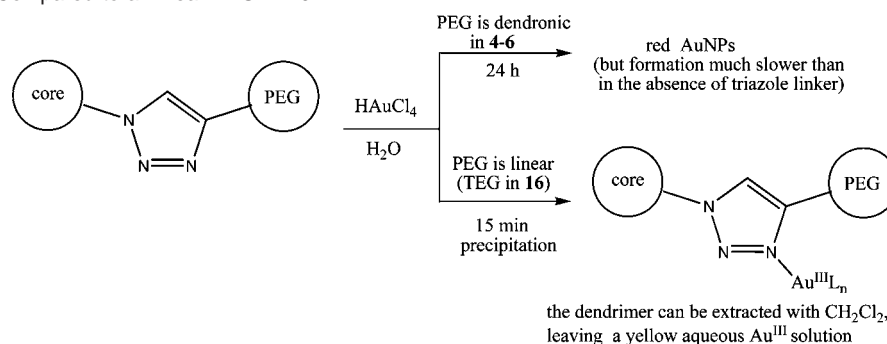 Compared to a
core
PEG
N
N
N
HAuCl4
H2O
PEG is dendronic
in 4-6
24 h
red AuNPs
(but formation much slower than
in the absence of triazole linker)
PEG is linear
(TEG in 16)
15 min
precipitation
core
PEG
N
N
N
AuIIILn
the dendrimer can be extracted with CH2Cl2,
leaving a yellow aqueous AuIII solution